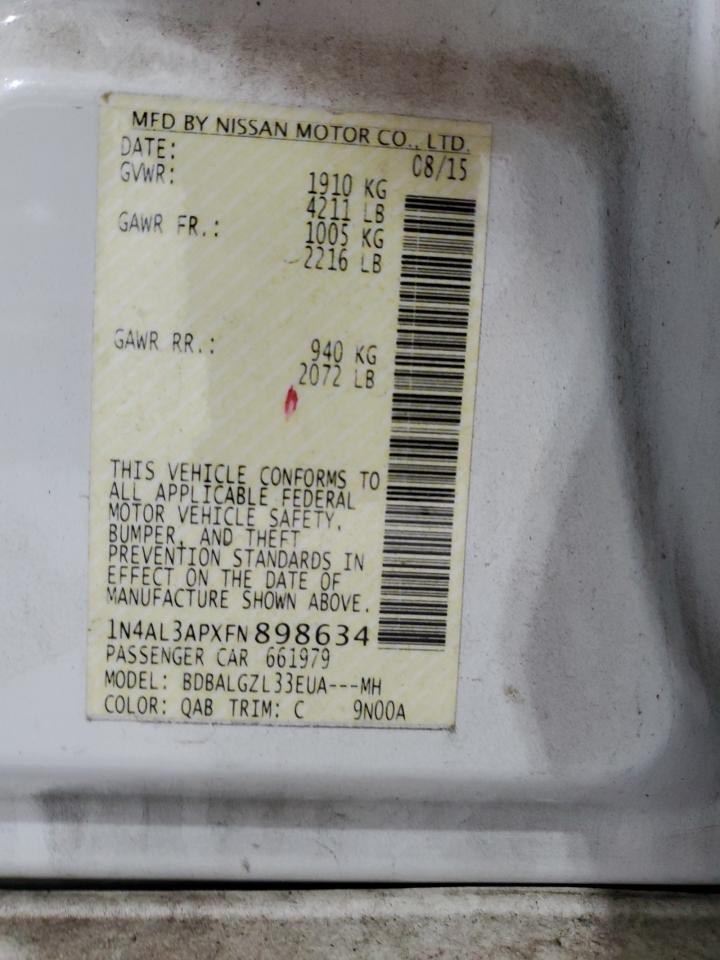 MFD BY NISSAN MOTOR CO., LTD.
DATE: 08/15
GVWR: 1910 KG
4211 LB
GAWR FR.: 1005 KG
2216 LB
GAWR RR.: 940 KG
2072 LB
THIS VEHICLE CONFORMS TO
ALL APPLICABLE FEDERAL
MOTOR VEHICLE SAFETY,
BUMPER, AND THEFT
PREVENTION STANDARDS IN
EFFECT ON THE DATE OF
MANUFACTURE SHOWN ABOVE.
1N4AL3APXFN898634
PASSENGER CAR 661979
MODEL: BDBALGZL33EUA---MH
COLOR: QAB TRIM: C 9N00A